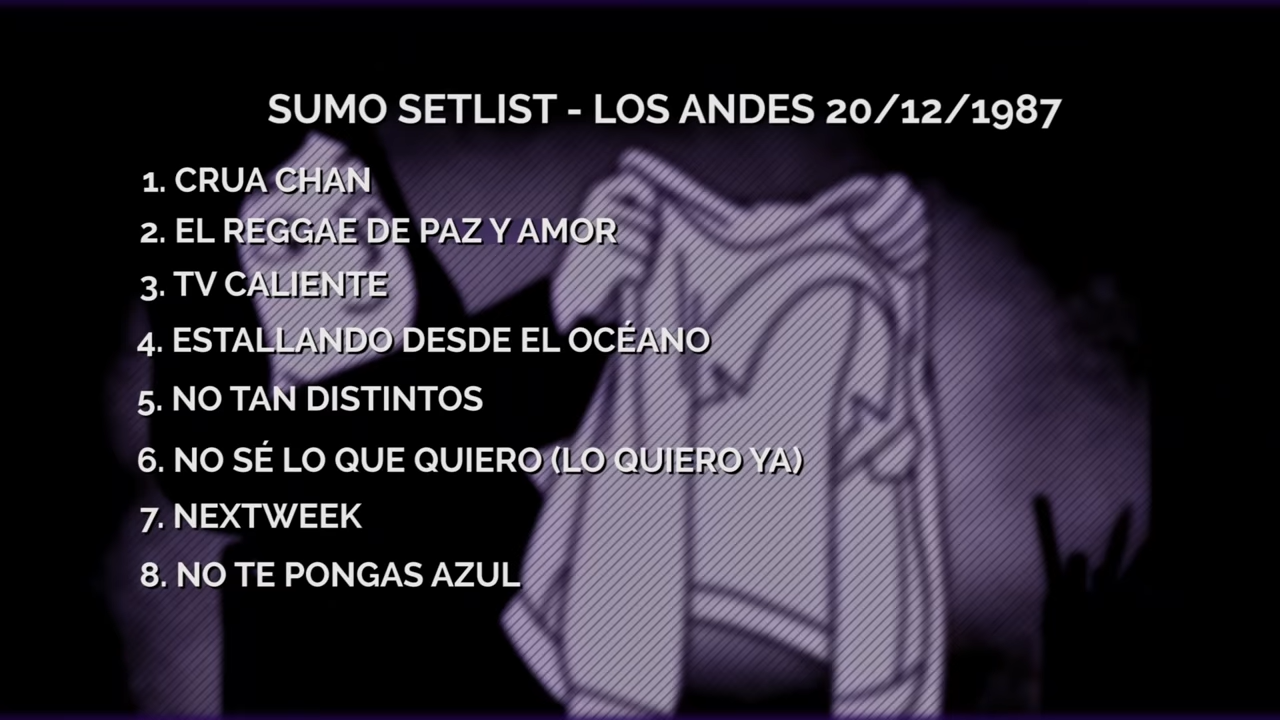 SUMO SETLIST - LOS ANDES 20/12/1987
1. CRUA CHAN
2. EL REGGAE DE PAZ Y AMOR
3. TV CALIENTE
4. ESTALLANDO DESDE EL OCÉANO
5. NO TAN DISTINTOS
6. NO SÉ LO QUE QUIERO (LO QUIERO YA)
7. NEXTWEEK
8. NO TE PONGAS AZUL